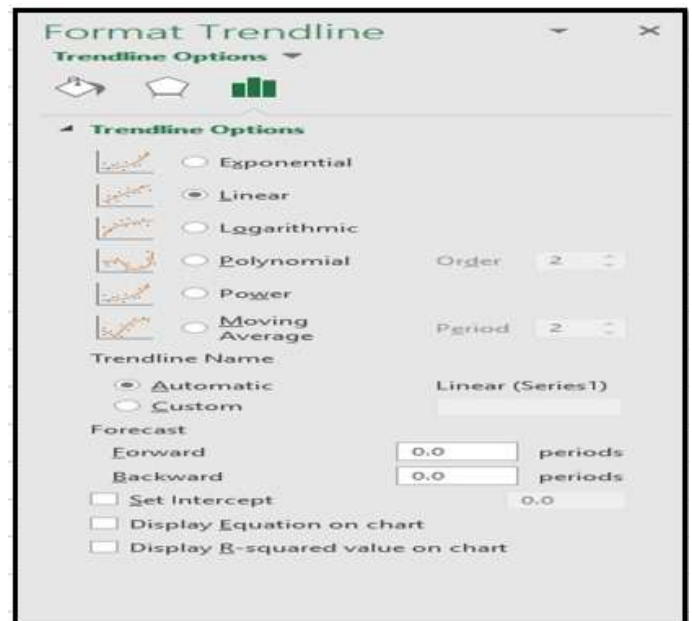 Format Trendline
Trendline Options
Trendline Options
Exponential
Linear
Logarithmic
Polynomial Order 2
Power
Moving Average Period 2
Trendline Name
Automatic Linear (Series1)
Custom
Forecast
Forward 0.0 periods
Backward 0.0 periods
Set Intercept 0.0
Display Equation on chart
Display R-squared value on chart